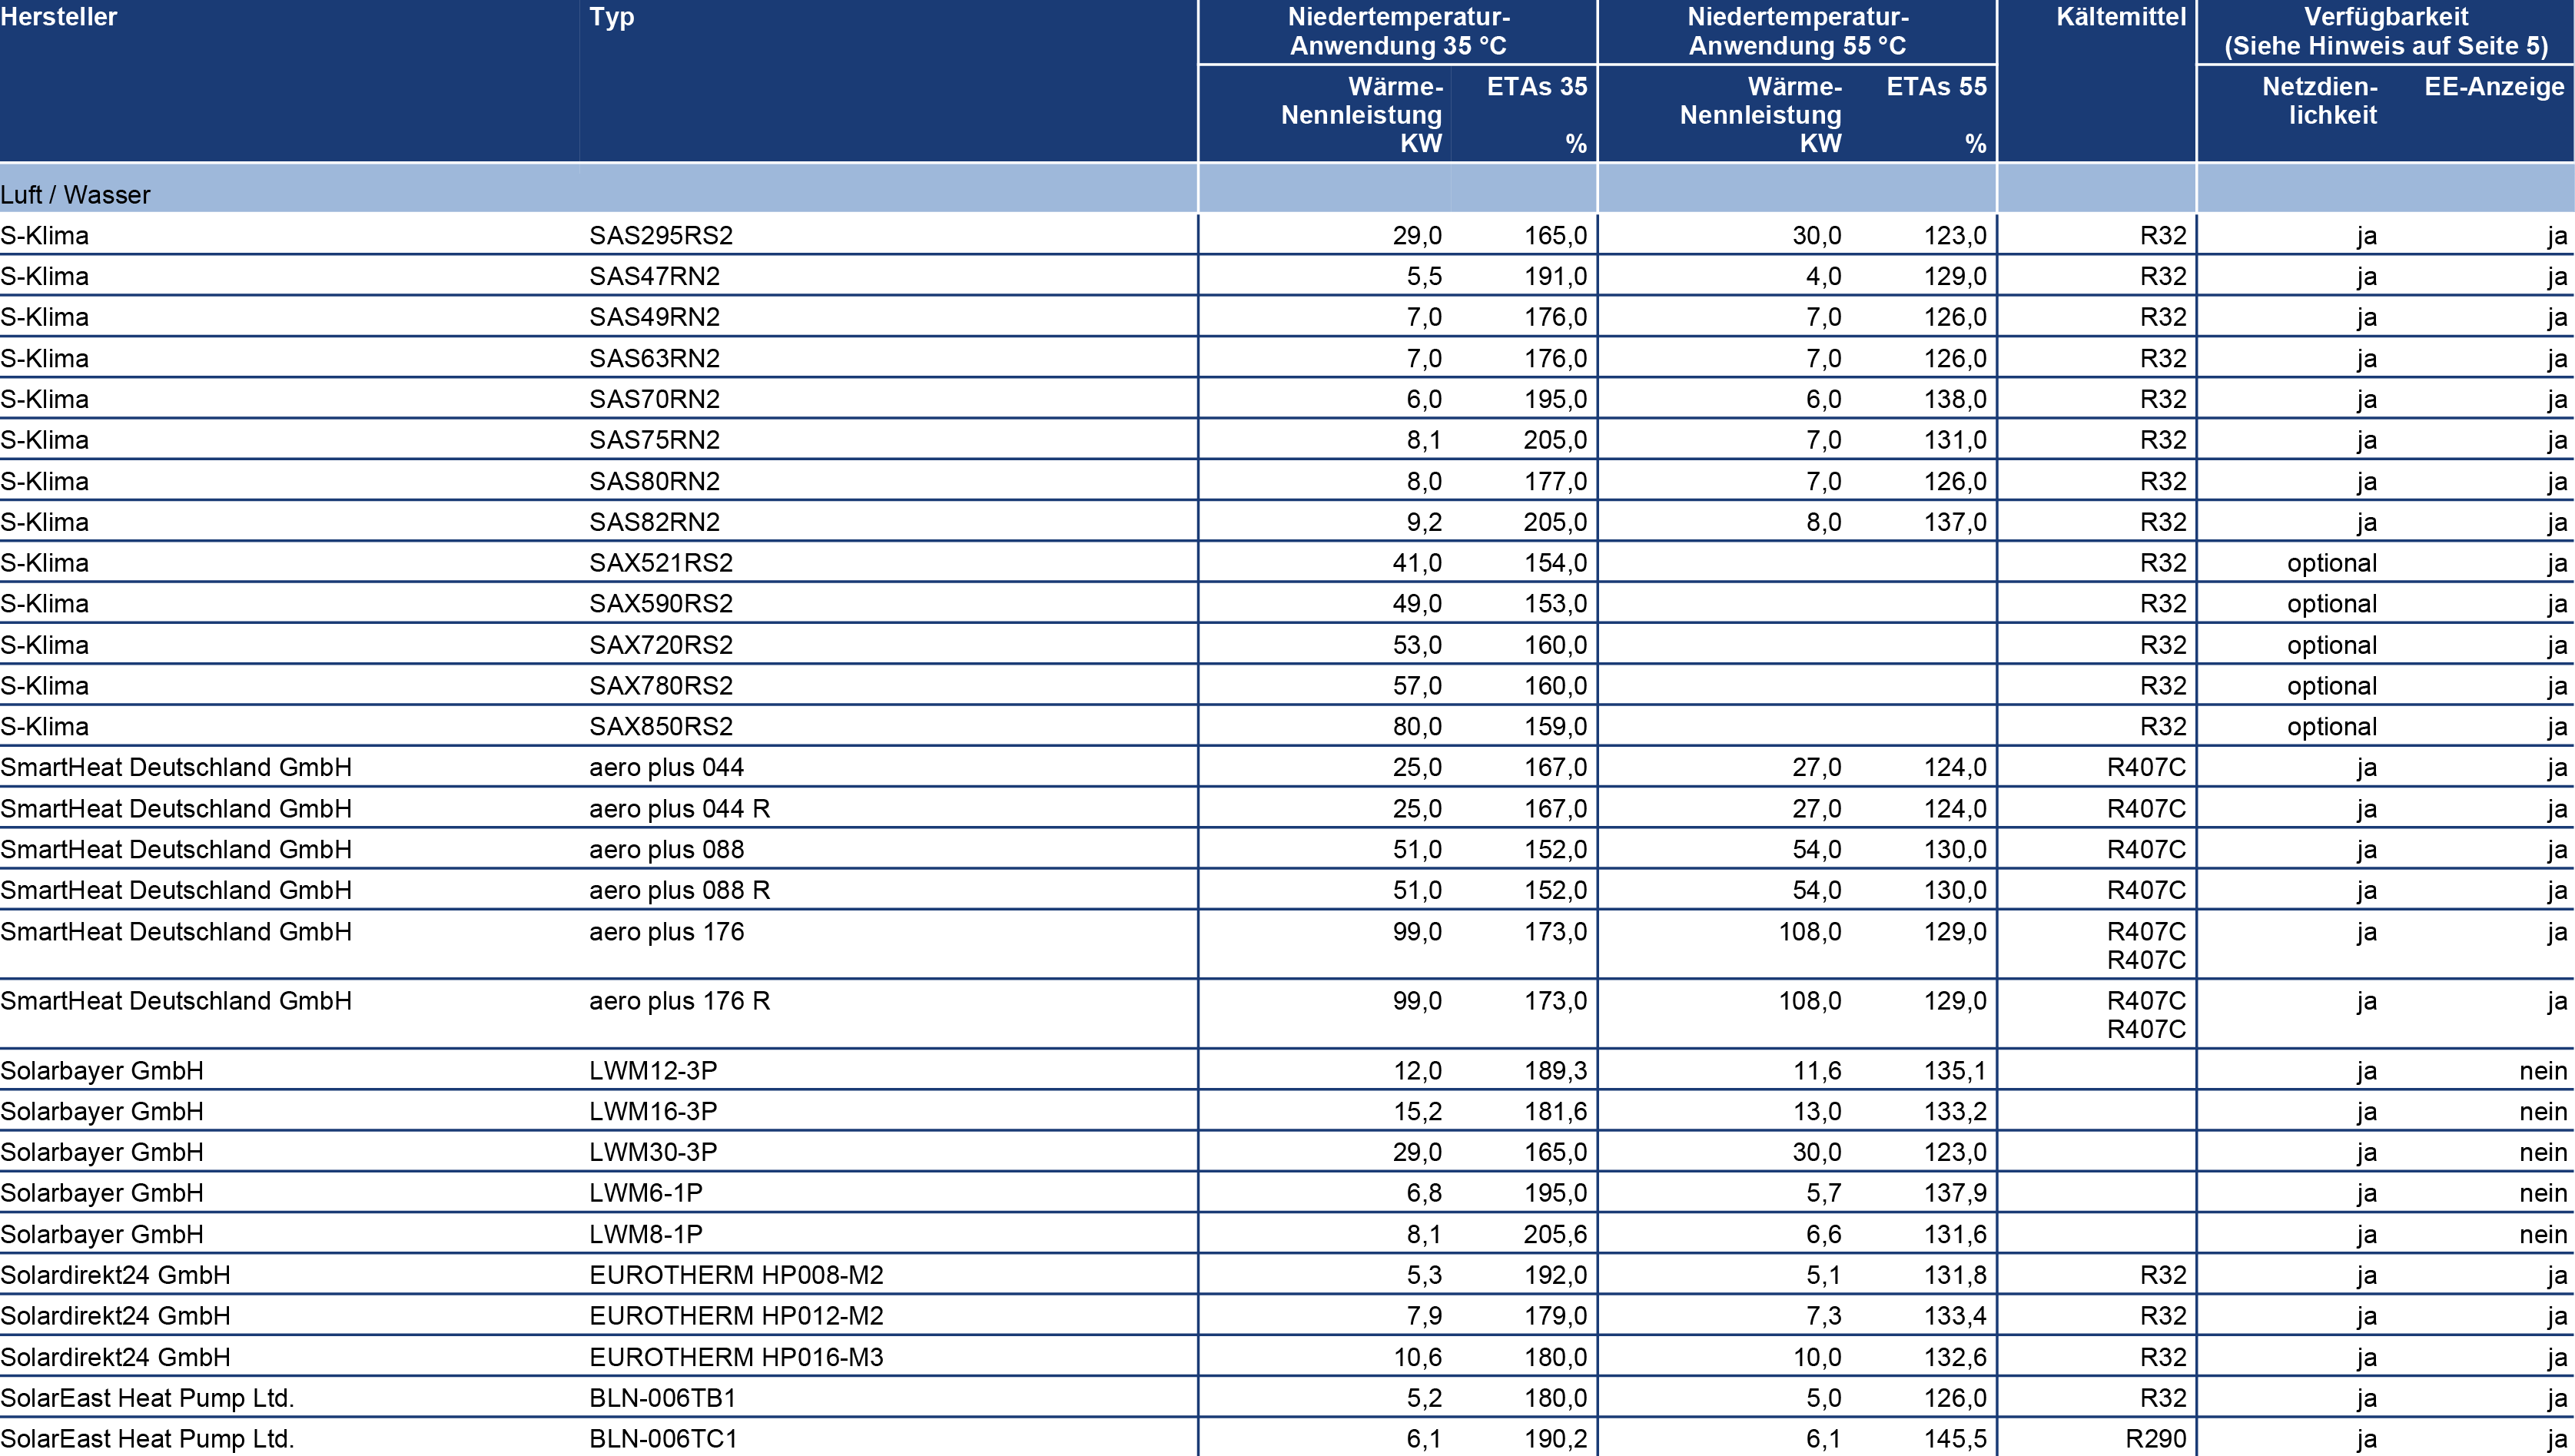 Hersteller Typ Niedertemperatur- Niedertemperatur- Kältemittel Verfügbarkeit
Anwendung 35 °C Anwendung 55 °C (Siehe Hinweis auf Seite 5)
Wärme- ETAs 35 Wärme- ETAs 55 Netzdien- EE-Anzeige
Nennleistung Nennleistung lichkeit
KW % KW %
Luft / Wasser
S-Klima SAS295RS2 29,0 165,0 30,0 123,0 R32 ja ja
S-Klima SAS47RN2 5,5 191,0 4,0 129,0 R32 ja ja
S-Klima SAS49RN2 7,0 176,0 7,0 126,0 R32 ja ja
S-Klima SAS63RN2 7,0 176,0 7,0 126,0 R32 ja ja
S-Klima SAS70RN2 6,0 195,0 6,0 138,0 R32 ja ja
S-Klima SAS75RN2 8,1 205,0 7,0 131,0 R32 ja ja
S-Klima SAS80RN2 8,0 177,0 7,0 126,0 R32 ja ja
S-Klima SAS82RN2 9,2 205,0 8,0 137,0 R32 ja ja
S-Klima SAX521RS2 41,0 154,0 R32 optional ja
S-Klima SAX590RS2 49,0 153,0 R32 optional ja
S-Klima SAX720RS2 53,0 160,0 R32 optional ja
S-Klima SAX780RS2 57,0 160,0 R32 optional ja
S-Klima SAX850RS2 80,0 159,0 R32 optional ja
SmartHeat Deutschland GmbH aero plus 044 25,0 167,0 27,0 124,0 R407C ja ja
SmartHeat Deutschland GmbH aero plus 044 R 25,0 167,0 27,0 124,0 R407C ja ja
SmartHeat Deutschland GmbH aero plus 088 51,0 152,0 54,0 130,0 R407C ja ja
SmartHeat Deutschland GmbH aero plus 088 R 51,0 152,0 54,0 130,0 R407C ja ja
SmartHeat Deutschland GmbH aero plus 176 99,0 173,0 108,0 129,0 R407C ja ja
R407C
SmartHeat Deutschland GmbH aero plus 176 R 99,0 173,0 108,0 129,0 R407C ja ja
R407C
Solarbayer GmbH LWM12-3P 12,0 189,3 11,6 135,1 ja nein
Solarbayer GmbH LWM16-3P 15,2 181,6 13,0 133,2 ja nein
Solarbayer GmbH LWM30-3P 29,0 165,0 30,0 123,0 ja nein
Solarbayer GmbH LWM6-1P 6,8 195,0 5,7 137,9 ja nein
Solarbayer GmbH LWM8-1P 8,1 205,6 6,6 131,6 ja nein
Solardirekt24 GmbH EUROTHERM HP008-M2 5,3 192,0 5,1 131,8 R32 ja ja
Solardirekt24 GmbH EUROTHERM HP012-M2 7,9 179,0 7,3 133,4 R32 ja ja
Solardirekt24 GmbH EUROTHERM HP016-M3 10,6 180,0 10,0 132,6 R32 ja ja
SolarEast Heat Pump Ltd. BLN-006TB1 5,2 180,0 5,0 126,0 R32 ja ja
SolarEast Heat Pump Ltd. BLN-006TC1 6,1 190,2 6,1 145,5 R290 ja ja